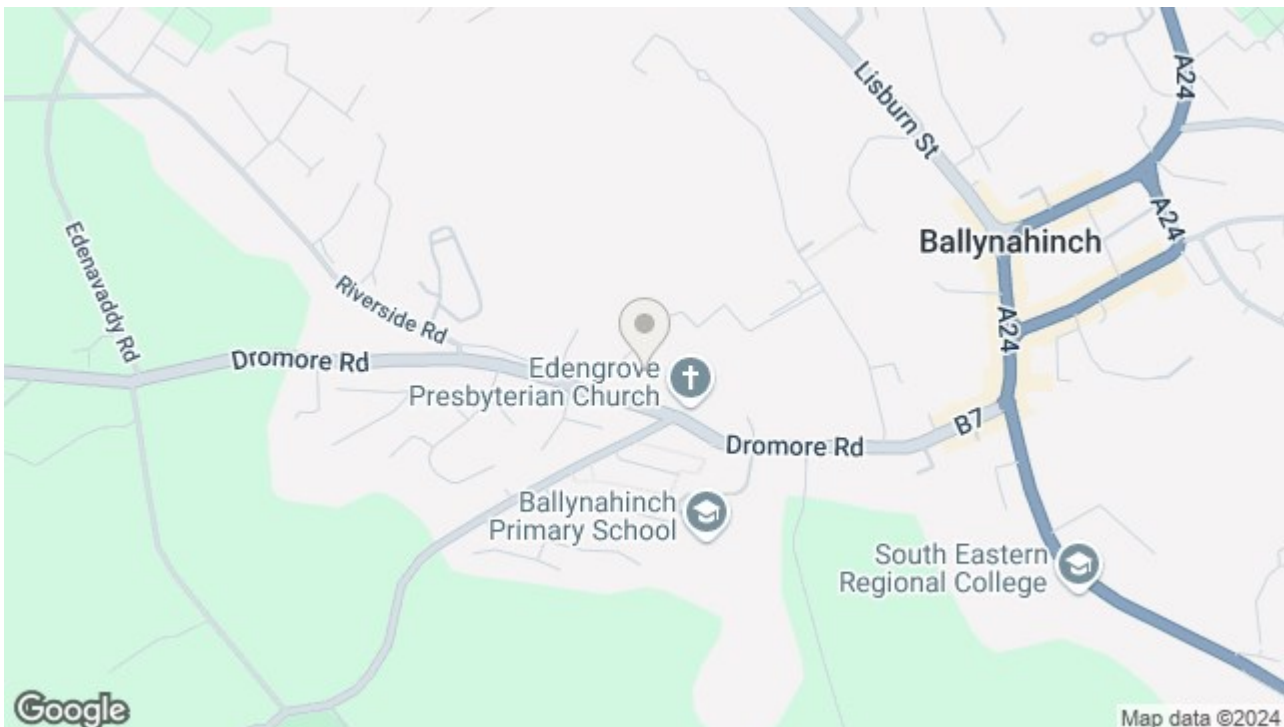 A24
Lisburn St
A24
Ballynahinch
Edenavaddy Rd
Riverside Rd
A24
Dromore Rd
Edengrove
Presbyterian Church
B7
Dromore Rd
Ballynahinch
Primary School
South Eastern
Regional College
Google
Map data ©2024